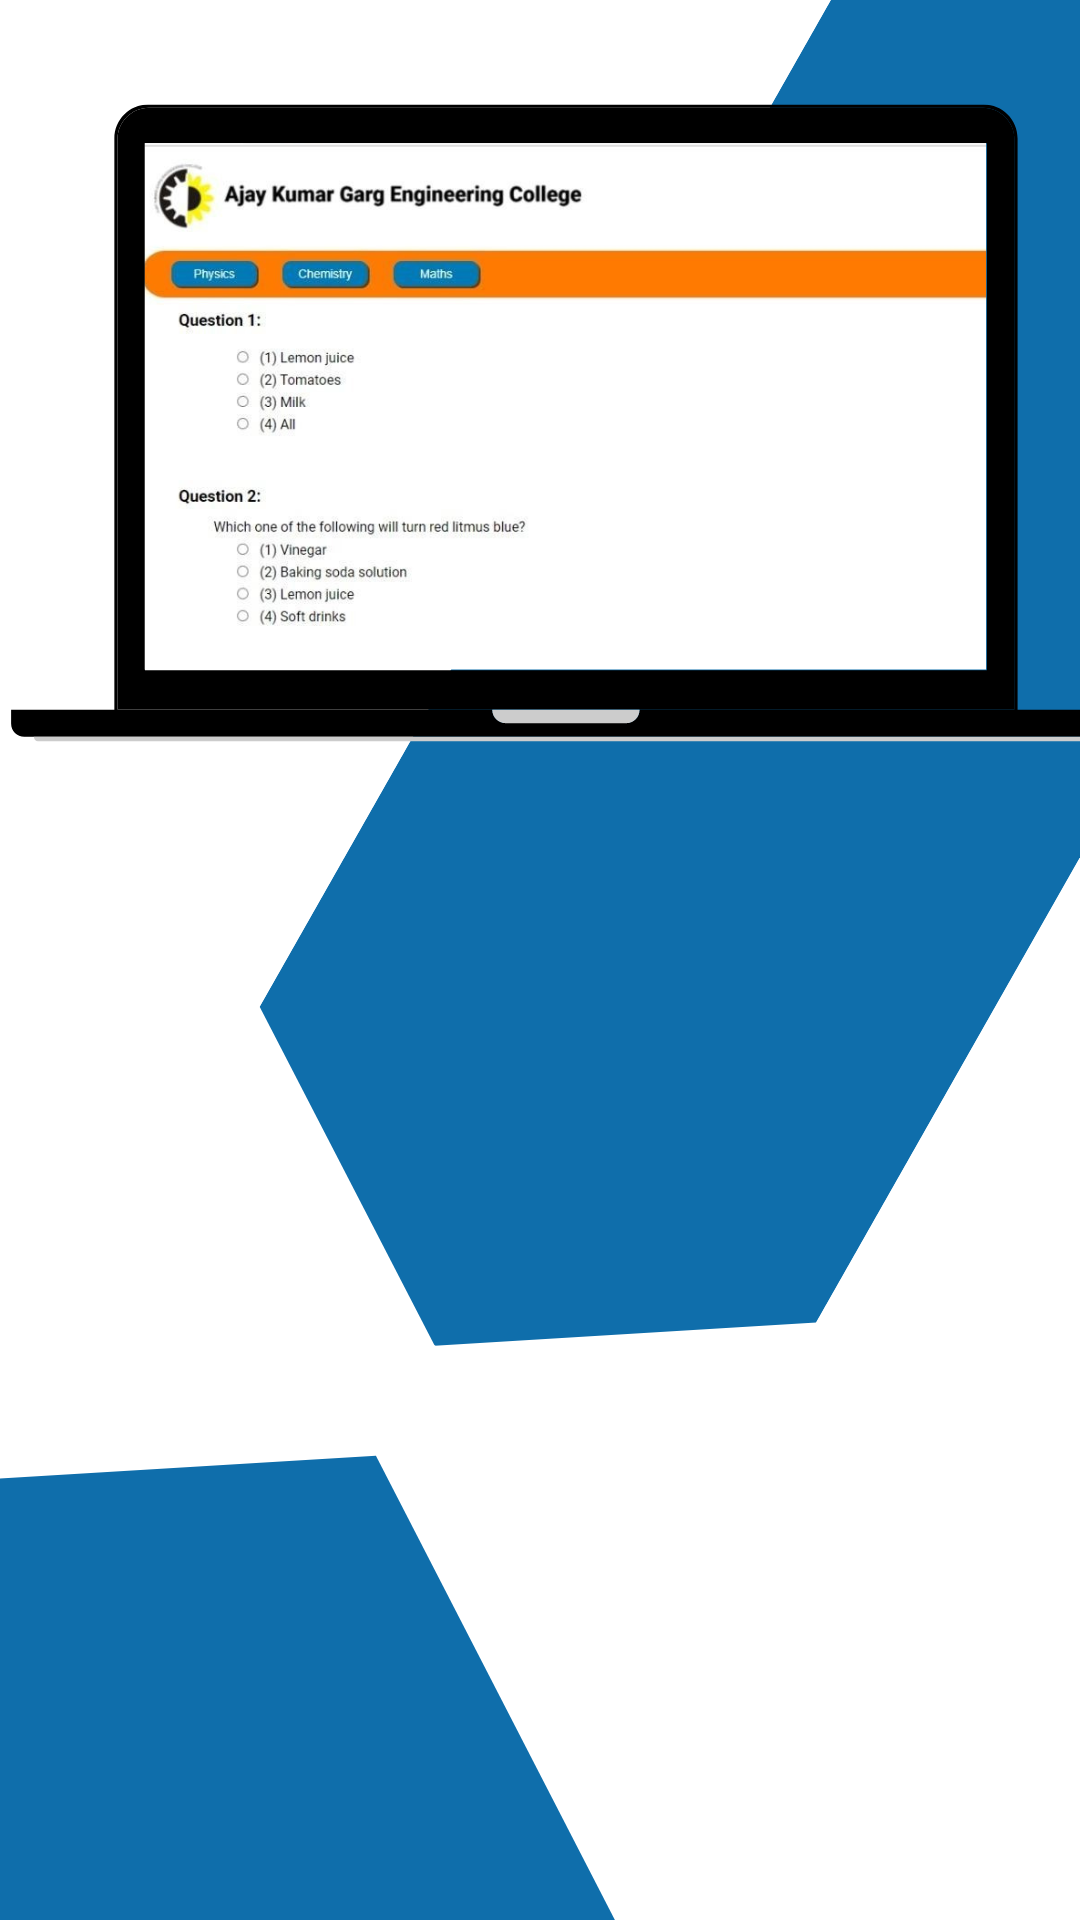 Ajay Kumar Garg Engineering College
Physics
Chemistry
Maths
Question 1:
(1) Lemon juice
(2) Tomatoes
(3) Milk
(4) All
Question 2:
Which one of the following will turn red litmus blue?
(1) Vinegar
(2) Baking soda solution
(3) Lemon juice
(4) Soft drinks